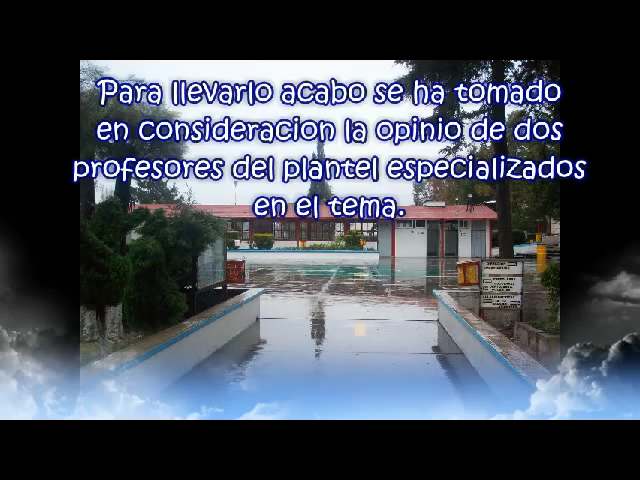 Para llevarlo acabo se ha tomado
en consideracion la opinio de dos
profesores del plantel especializados
en el tema.